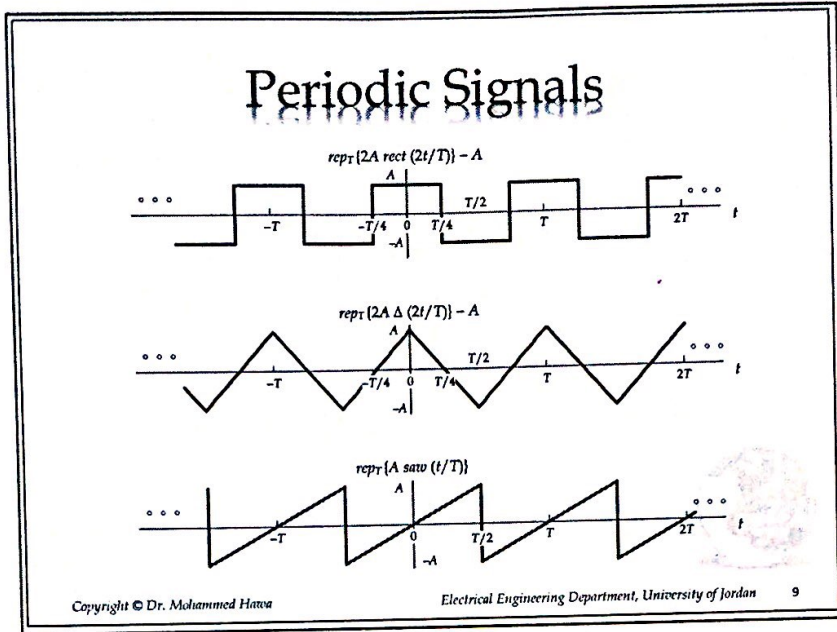 Periodic Signals
rep_T{2A rect (2t/T)} – A
A
T/2
–T –T/4 0 T/4 T 2T t
–A
rep_T{2A Δ (2t/T)} – A
A
T/2
–T –T/4 0 T/4 T 2T t
–A
rep_T{A saw (t/T)}
A
–T 0 T/2 T 2T t
–A
Copyright © Dr. Mohammed Hawa Electrical Engineering Department, University of Jordan 9